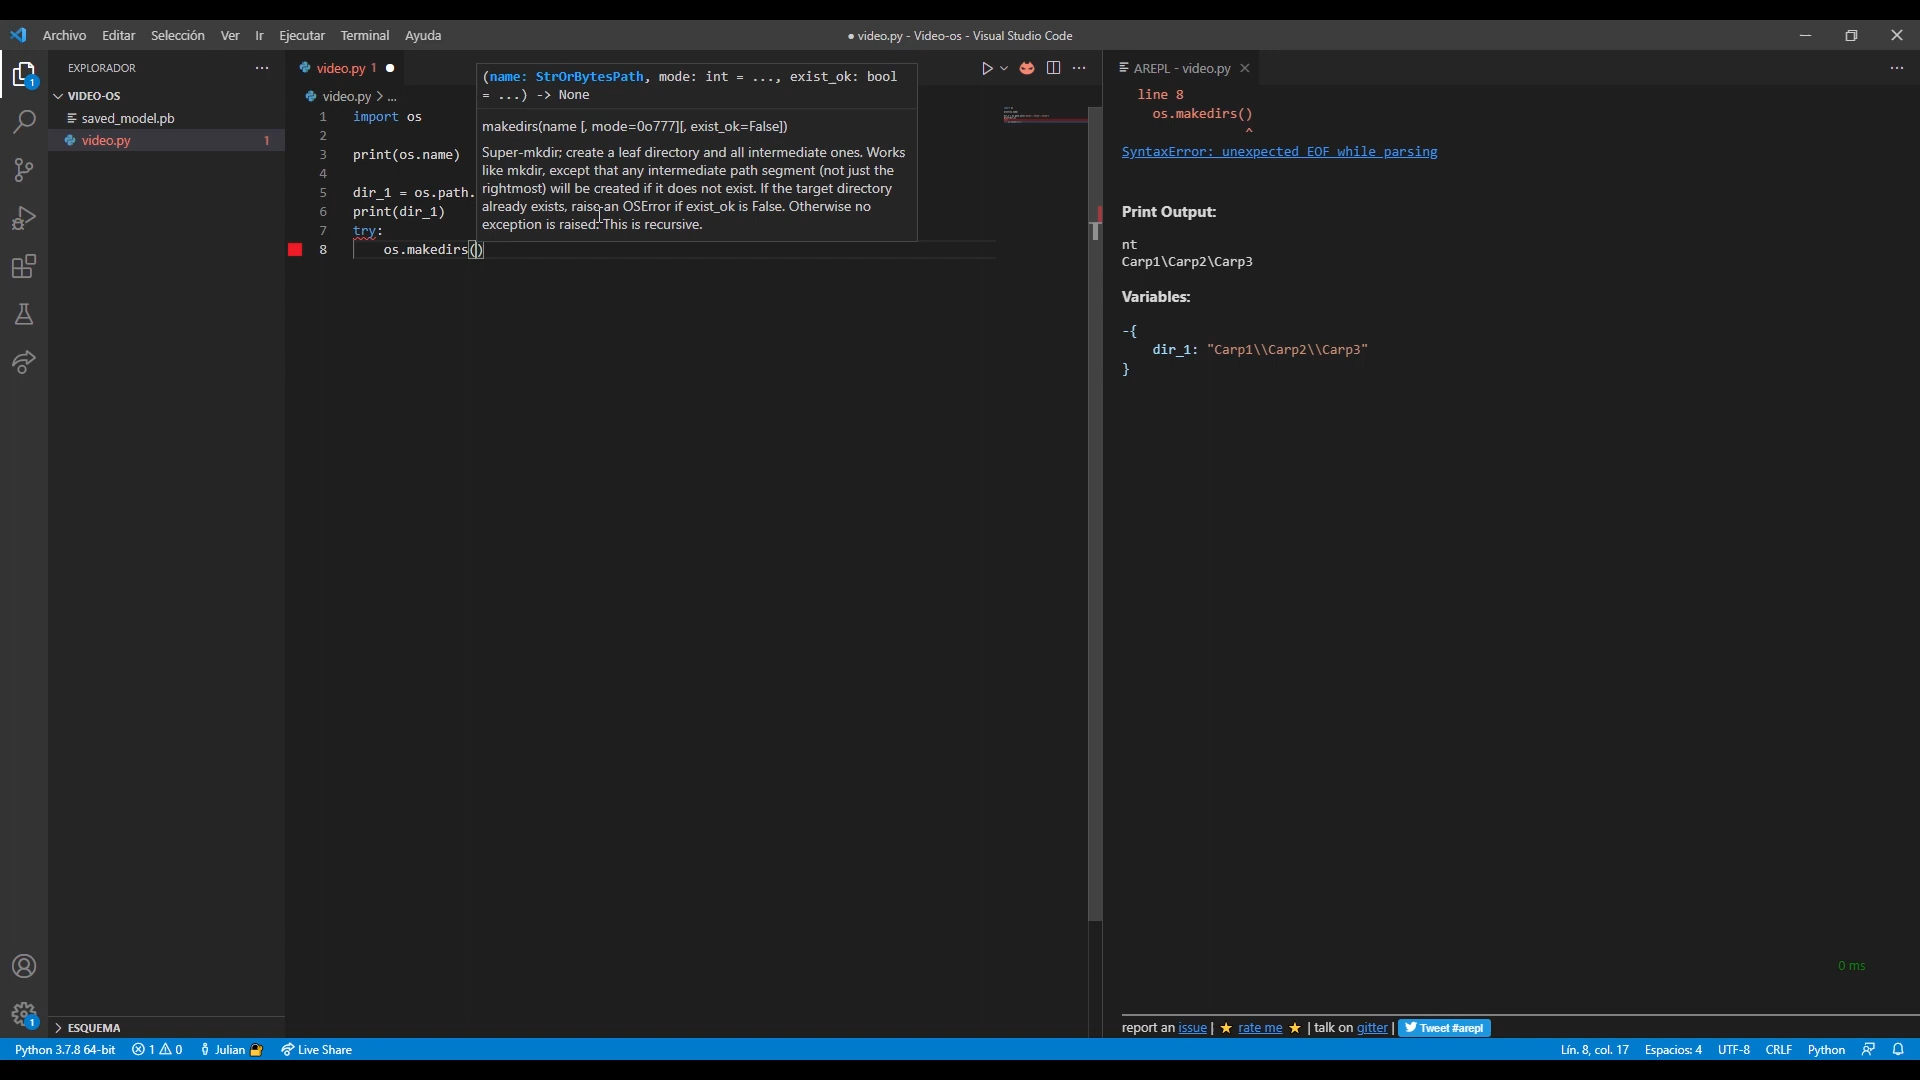 Archivo Editar Selección Ver Ir Ejecutar Terminal Ayuda
● video.py - Video-os - Visual Studio Code
EXPLORADOR
VIDEO-OS
saved_model.pb
video.py 1
ESQUEMA
video.py 1
video.py > ...
1 import os
2
3 print(os.name)
4
5 dir_1 = os.path.
6 print(dir_1)
7 try:
8 os.makedirs()
(name: StrOrBytesPath, mode: int = ..., exist_ok: bool
= ...) -> None
makedirs(name [, mode=0o777][, exist_ok=False])
Super-mkdir; create a leaf directory and all intermediate ones. Works
like mkdir, except that any intermediate path segment (not just the
rightmost) will be created if it does not exist. If the target directory
already exists, raise an OSError if exist_ok is False. Otherwise no
exception is raised. This is recursive.
AREPL - video.py
line 8
os.makedirs()
^
SyntaxError: unexpected EOF while parsing
Print Output:
nt
Carp1\Carp2\Carp3
Variables:
-{
dir_1: "Carp1\\Carp2\\Carp3"
}
0 ms
report an issue | ★ rate me ★ | talk on gitter | Tweet #arepl
1
1
Python 3.7.8 64-bit 1 0 Julian Live Share
Lín. 8, col. 17 Espacios: 4 UTF-8 CRLF Python